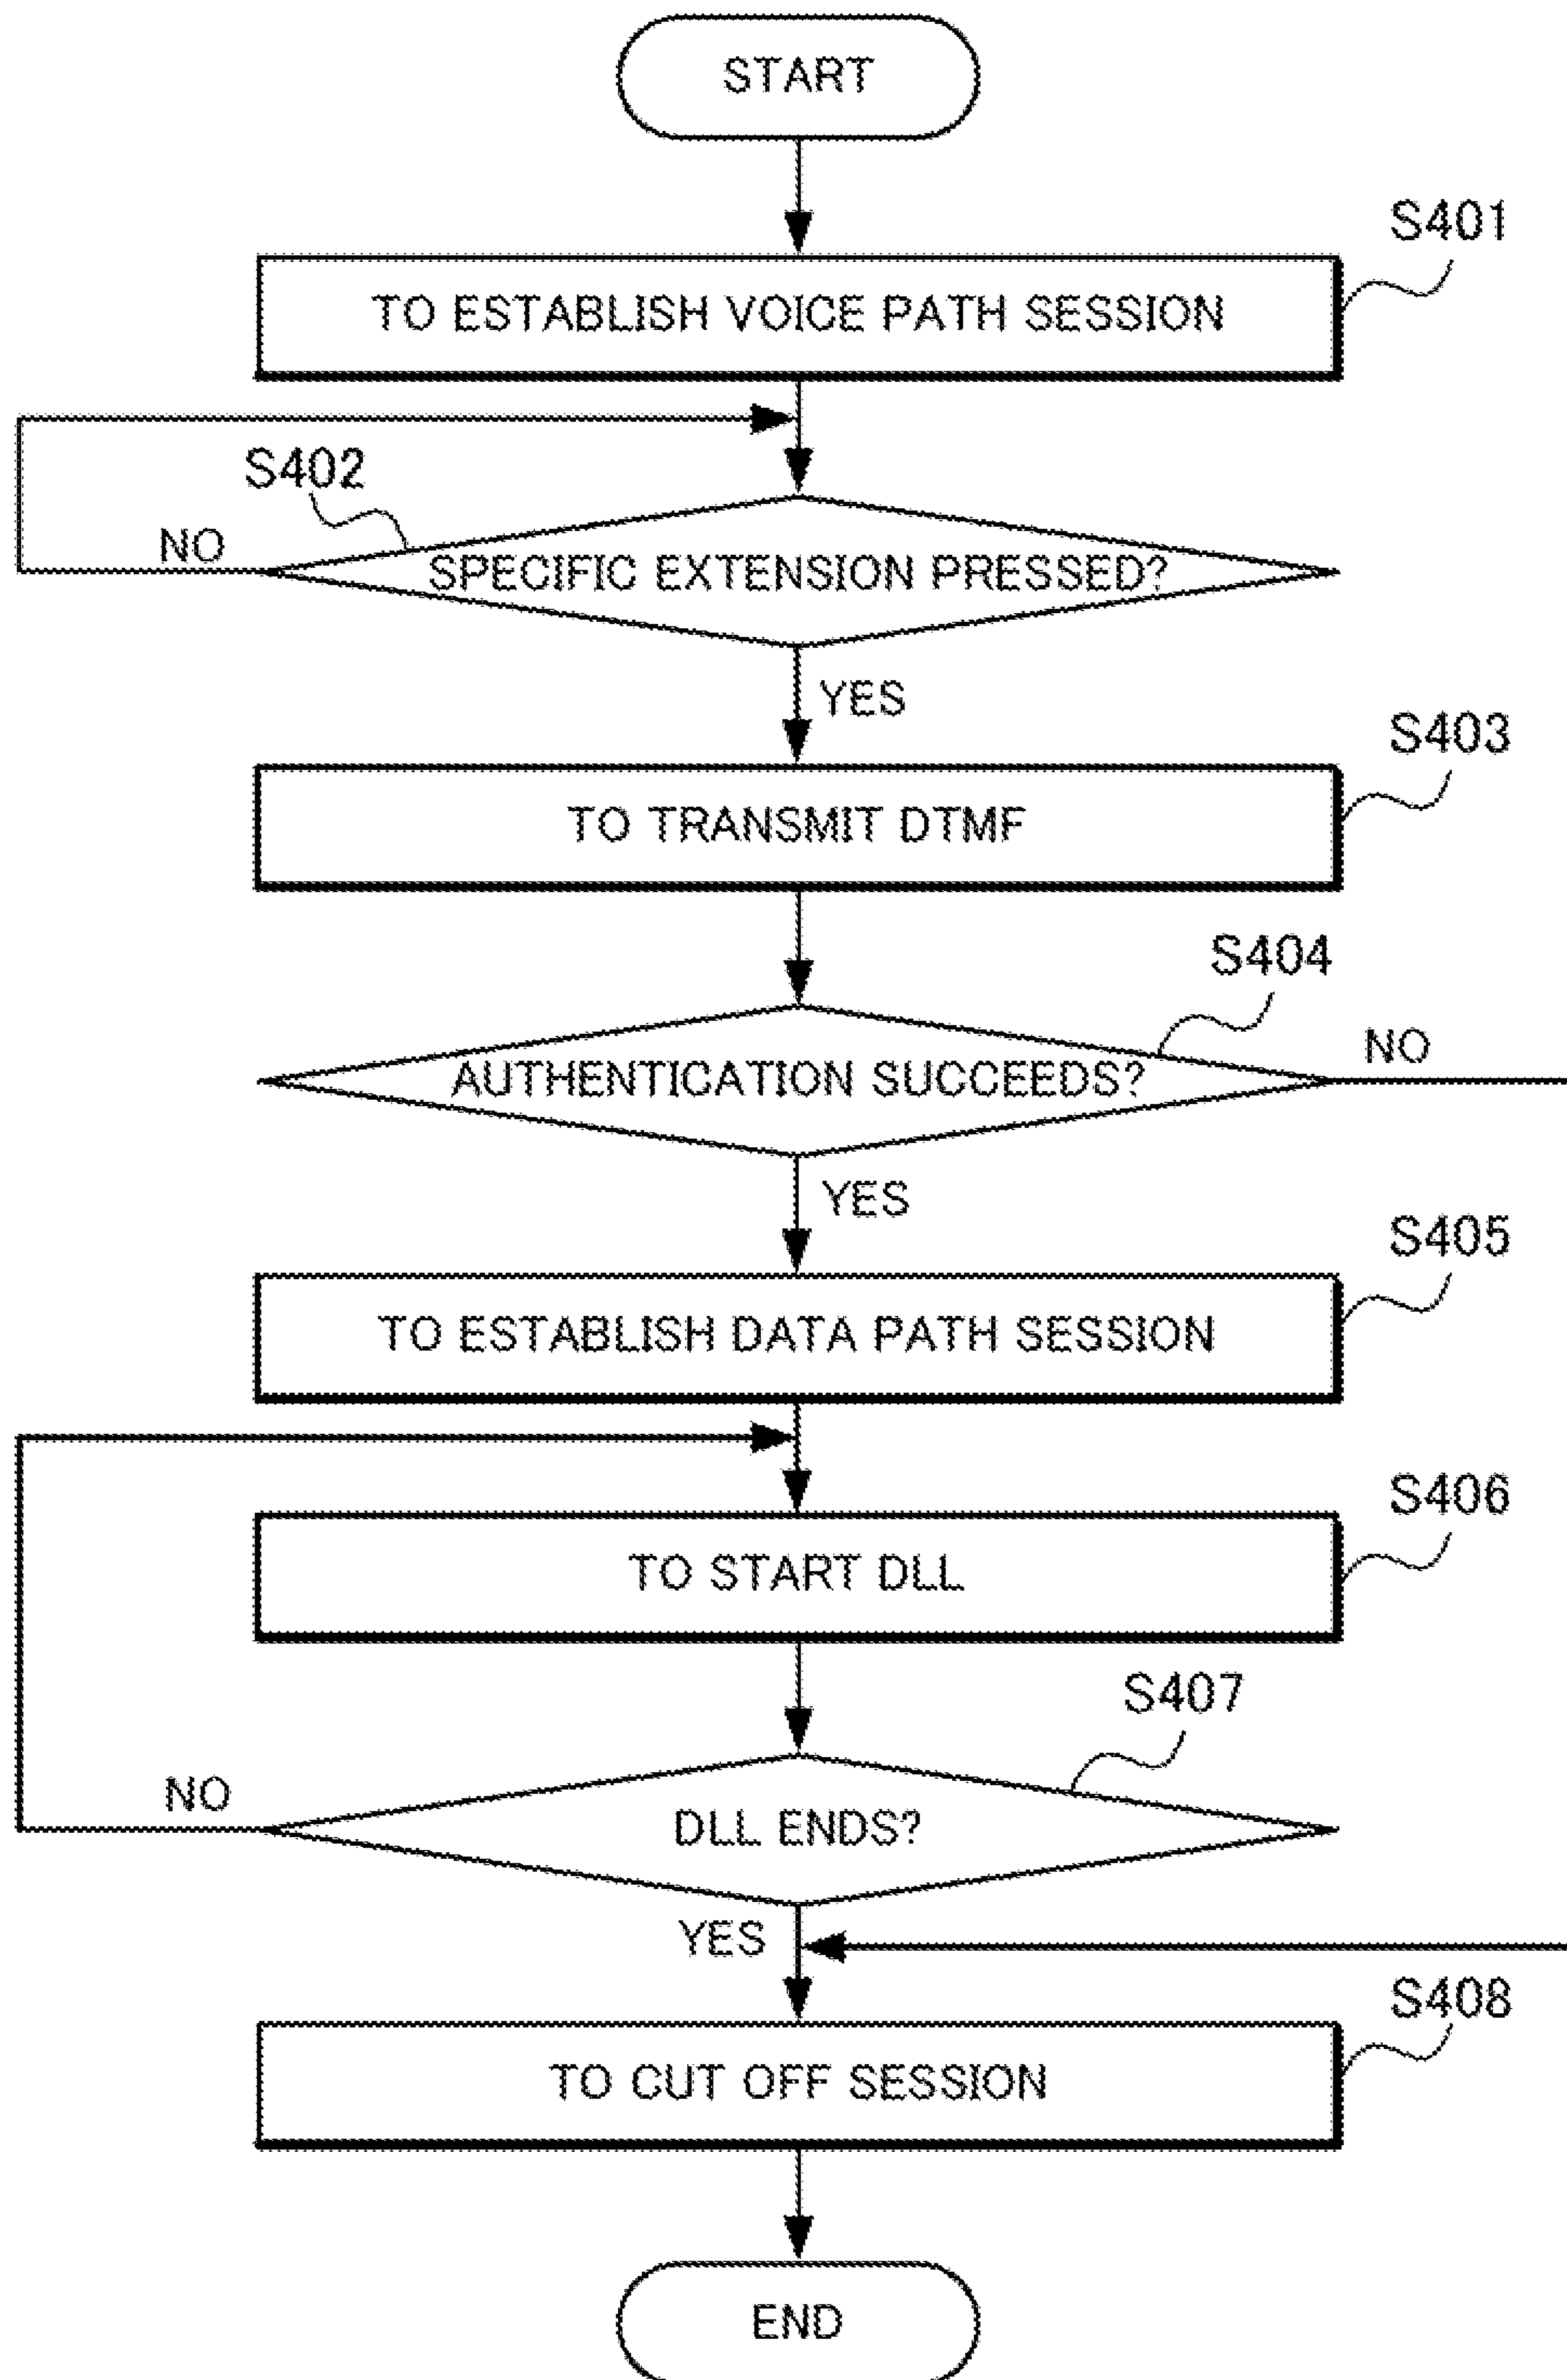 START
S401
TO ESTABLISH VOICE PATH SESSION
S402
NO
SPECIFIC EXTENSION PRESSED?
YES
S403
TO TRANSMIT DTMF
S404
NO
AUTHENTICATION SUCCEEDS?
YES
S405
TO ESTABLISH DATA PATH SESSION
S406
TO START DLL
S407
NO
DLL ENDS?
YES
S408
TO CUT OFF SESSION
END